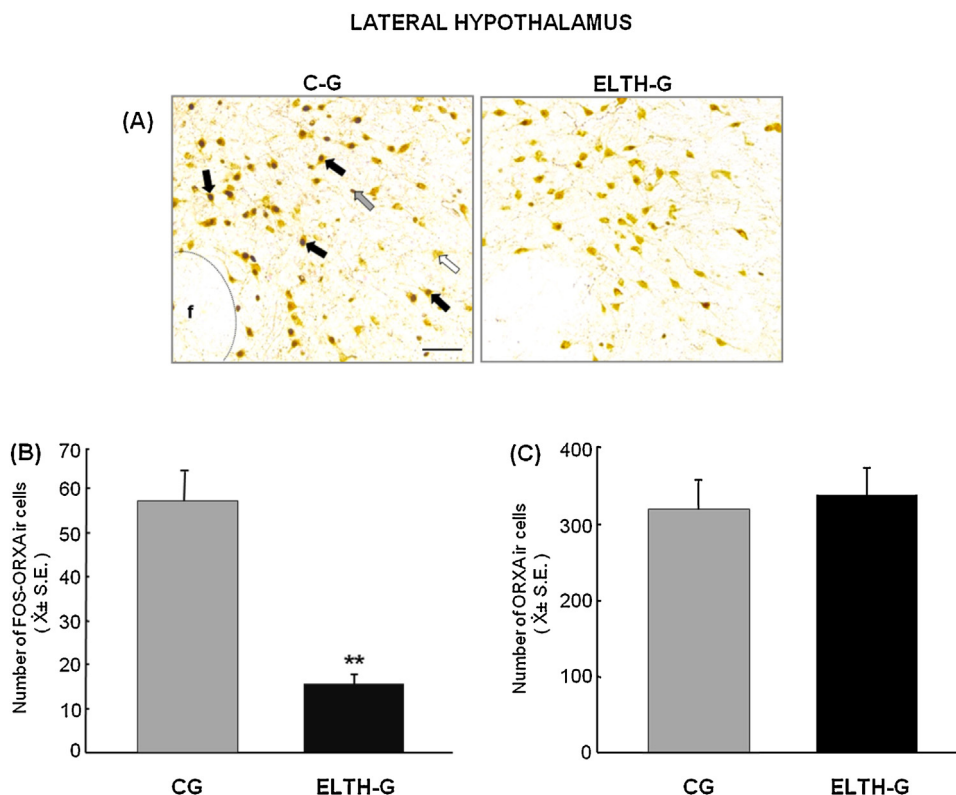 LATERAL HYPOTHALAMUS
C-G
ELTH-G
(A)
f
(B)
Number of FOS-ORXA ir cells
( Ẍ± S.E. )
70
60
50
40
30
20
10
0
**
CG
ELTH-G
(C)
Number of ORXA ir cells
( Ẍ± S.E. )
400
300
200
100
0
CG
ELTH-G